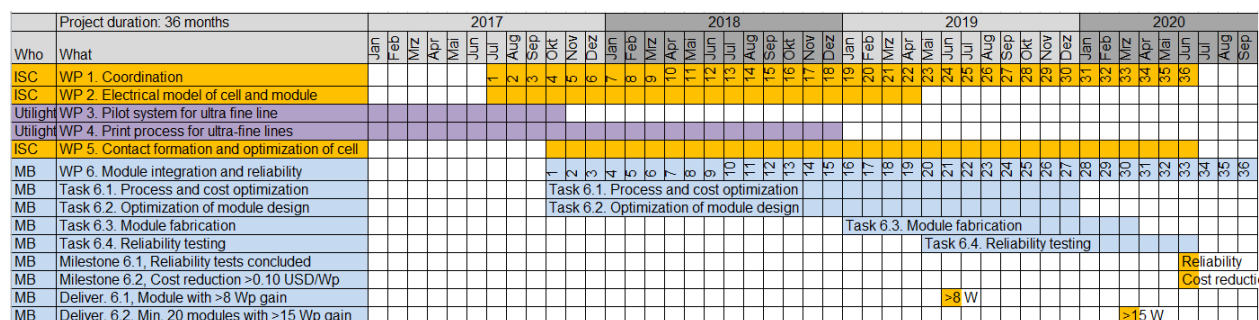 Project duration: 36 months 2017 2018 2019 2020
Who What Jan Feb Mrz Apr Mai Jun Jul Aug Sep Okt Nov Dez Jan Feb Mrz Apr Mai Jun Jul Aug Sep Okt Nov Dez Jan Feb Mrz Apr Mai Jun Jul Aug Sep Okt Nov Dez Jan Feb Mrz Apr Mai Jun Jul Aug Sep
ISC WP 1. Coordination 1 2 3 4 5 6 7 8 9 10 11 12 13 14 15 16 17 18 19 20 21 22 23 24 25 26 27 28 29 30 31 32 33 34 35 36
ISC WP 2. Electrical model of cell and module
Utilight WP 3. Pilot system for ultra fine line
Utilight WP 4. Print process for ultra-fine lines
ISC WP 5. Contact formation and optimization of cell
MB WP 6. Module integration and reliability 1 2 3 4 5 6 7 8 9 10 11 12 13 14 15 16 17 18 19 20 21 22 23 24 25 26 27 28 29 30 31 32 33 34 35 36
MB Task 6.1. Process and cost optimization Task 6.1. Process and cost optimization
MB Task 6.2. Optimization of module design Task 6.2. Optimization of module design
MB Task 6.3. Module fabrication Task 6.3. Module fabrication
MB Task 6.4. Reliability testing Task 6.4. Reliability testing
MB Milestone 6.1, Reliability tests concluded Reliability
MB Milestone 6.2, Cost reduction >0.10 USD/Wp Cost reducti
MB Deliver. 6.1, Module with >8 Wp gain >8 W
MB Deliver. 6.2. Min. 20 modules with >15 Wp gain >15 W